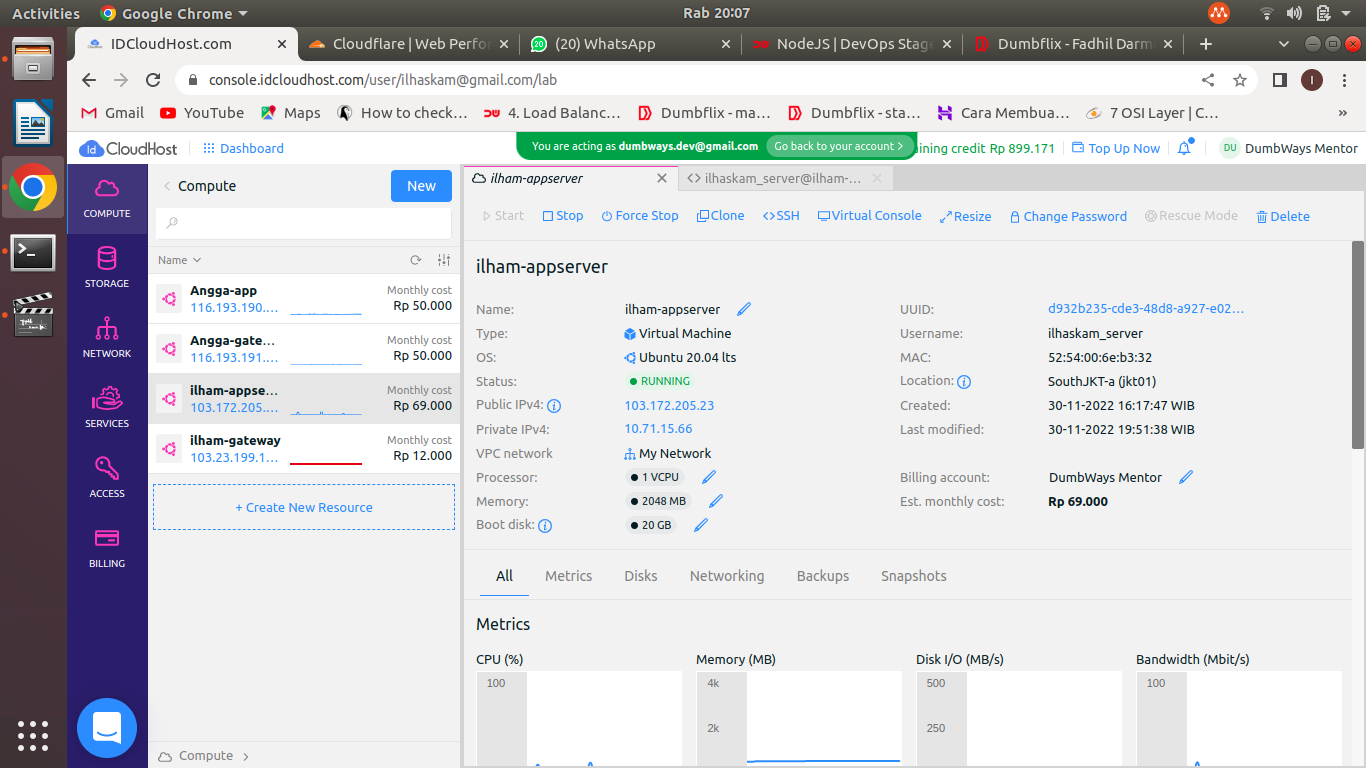 Activities Google Chrome Rab 20:07
IDCloudHost.com Cloudflare | Web Perfo (20) WhatsApp NodeJS | DevOps Stage Dumbflix - Fadhil Darm
console.idcloudhost.com/user/ilhaskam@gmail.com/lab I
Gmail YouTube Maps How to check… 4. Load Balanc… Dumbflix - ma… Dumbflix - sta… Cara Membua… 7 OSI Layer | C… »
Id CloudHost Dashboard You are acting as dumbways.dev@gmail.com Go back to your account > ining credit Rp 899.171 Top Up Now DU DumbWays Mentor
COMPUTE
STORAGE
NETWORK
SERVICES
ACCESS
BILLING
Compute New
Name
Angga-app Monthly cost
116.193.190.… Rp 50.000
Angga-gate… Monthly cost
116.193.191.… Rp 50.000
ilham-appse… Monthly cost
103.172.205.… Rp 69.000
ilham-gateway Monthly cost
103.23.199.1… Rp 12.000
+ Create New Resource
Compute
ilham-appserver ilhaskam_server@ilham-…
Start Stop Force Stop Clone SSH Virtual Console Resize Change Password Rescue Mode Delete
ilham-appserver
Name: ilham-appserver UUID: d932b235-cde3-48d8-a927-e02…
Type: Virtual Machine Username: ilhaskam_server
OS: Ubuntu 20.04 lts MAC: 52:54:00:6e:b3:32
Status: RUNNING Location: SouthJKT-a (jkt01)
Public IPv4: 103.172.205.23 Created: 30-11-2022 16:17:47 WIB
Private IPv4: 10.71.15.66 Last modified: 30-11-2022 19:51:38 WIB
VPC network My Network
Processor: 1 VCPU Billing account: DumbWays Mentor
Memory: 2048 MB Est. monthly cost: Rp 69.000
Boot disk: 20 GB
All Metrics Disks Networking Backups Snapshots
Metrics
CPU (%) Memory (MB) Disk I/O (MB/s) Bandwidth (Mbit/s)
100 4k 500 100
2k 250